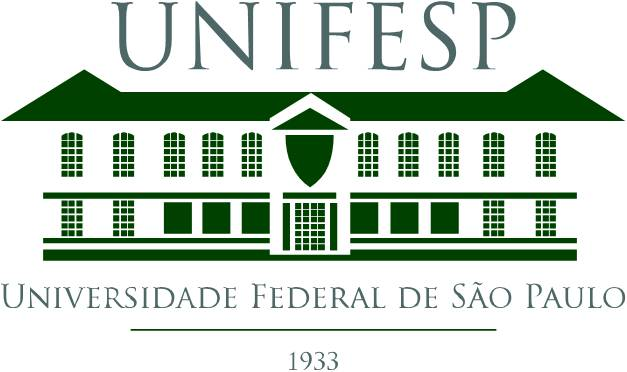 UNIFESP
UNIVERSIDADE FEDERAL DE SÃO PAULO
1933